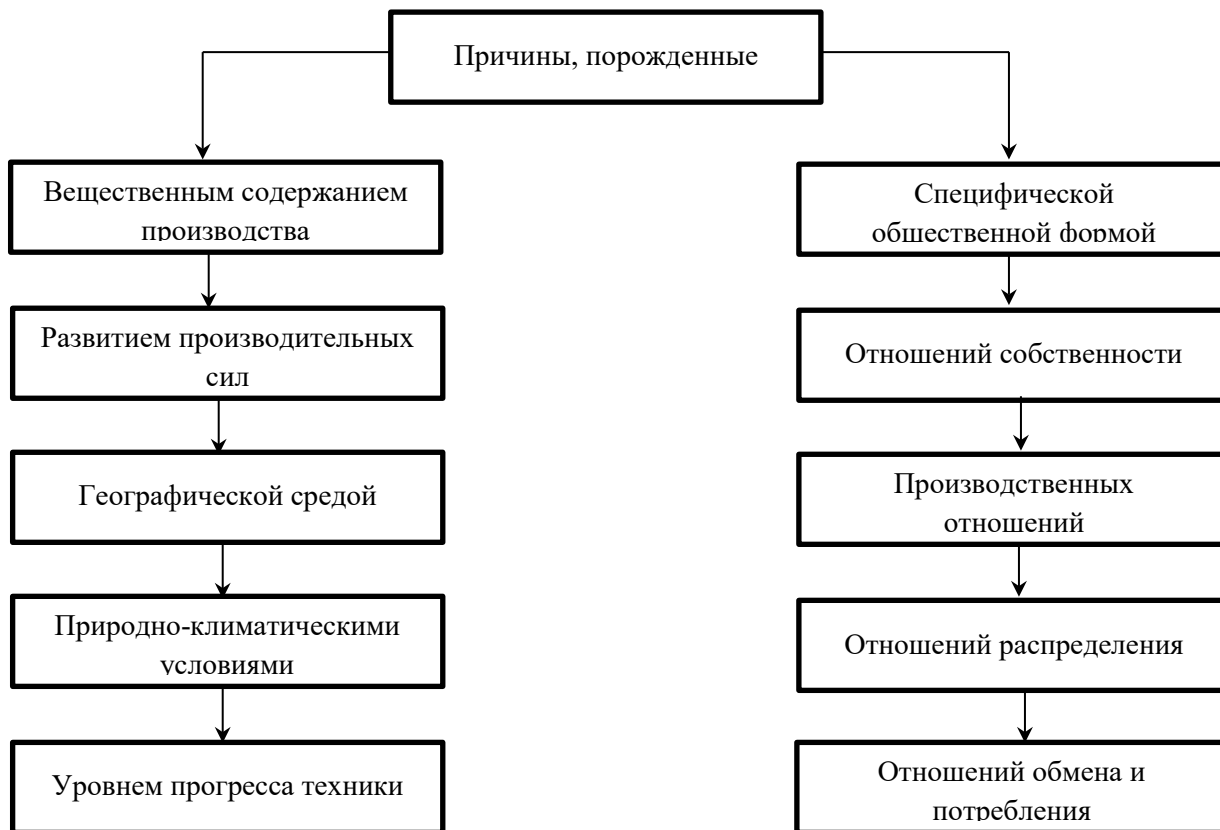 Причины, порожденные
Вещественным содержанием
производства
Специфической
общественной формой
Развитием производительных
сил
Отношений собственности
Географической средой
Производственных
отношений
Природно-климатическими
условиями
Отношений распределения
Уровнем прогресса техники
Отношений обмена и
потребления